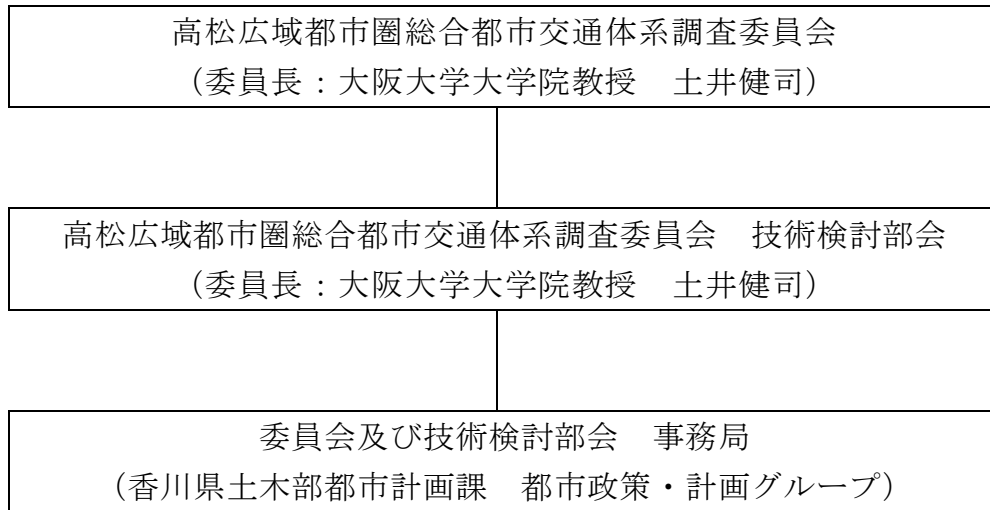 高松広域都市圏総合都市交通体系調査委員会
(委員長:大阪大学大学院教授　土井健司)
高松広域都市圏総合都市交通体系調査委員会　技術検討部会
(委員長:大阪大学大学院教授　土井健司)
委員会及び技術検討部会　事務局
(香川県土木部都市計画課　都市政策・計画グループ)